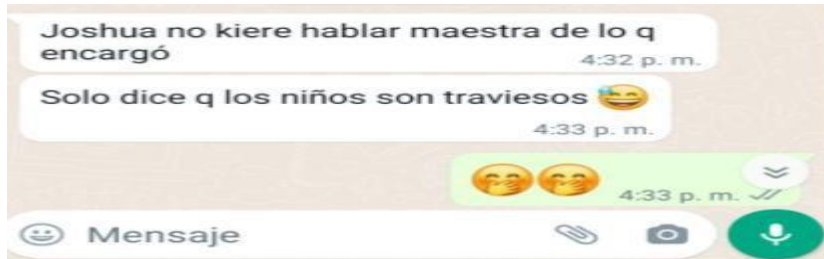 Joshua no kiere hablar maestra de lo q
encargó
4:32 p. m.
Solo dice q los niños son traviesos 😅
4:33 p. m.
🤭🤭 4:33 p. m.
Mensaje